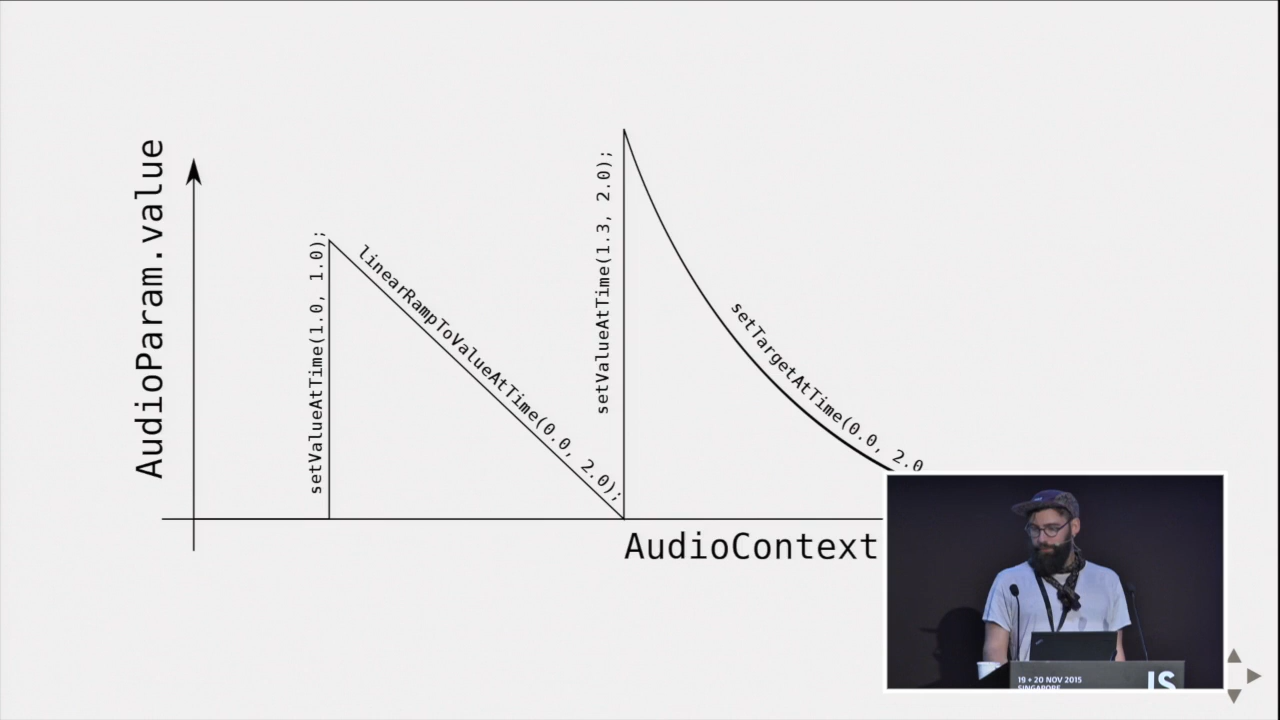 AudioParam.value
setValueAtTime(1.0, 1.0);
linearRampToValueAtTime(0.0, 2.0);
setValueAtTime(1.3, 2.0);
setTargetAtTime(0.0, 2.0
AudioContext
19 + 20 NOV 2015
SINGAPORE
JS